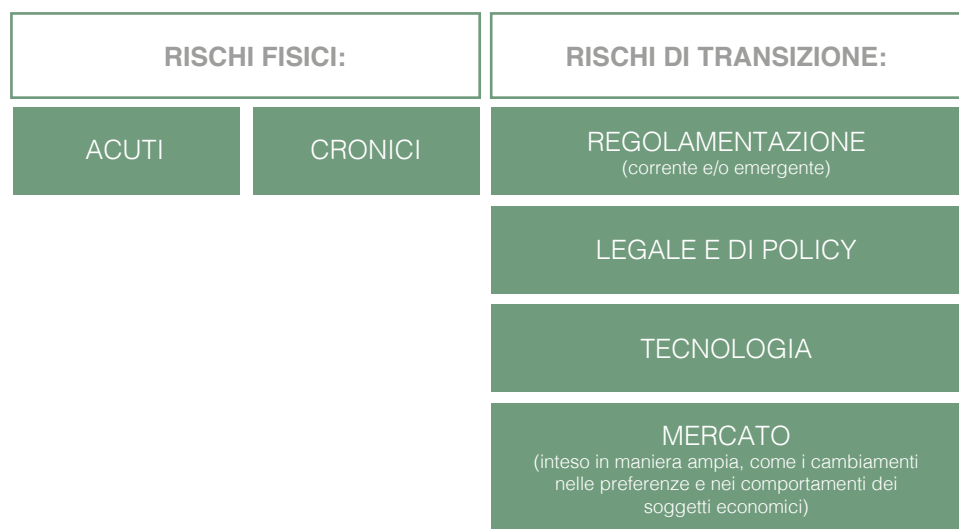 RISCHI FISICI:
RISCHI DI TRANSIZIONE:
ACUTI
CRONICI
REGOLAMENTAZIONE
(corrente e/o emergente)
LEGALE E DI POLICY
TECNOLOGIA
MERCATO
(inteso in maniera ampia, come i cambiamenti
nelle preferenze e nei comportamenti dei
soggetti economici)